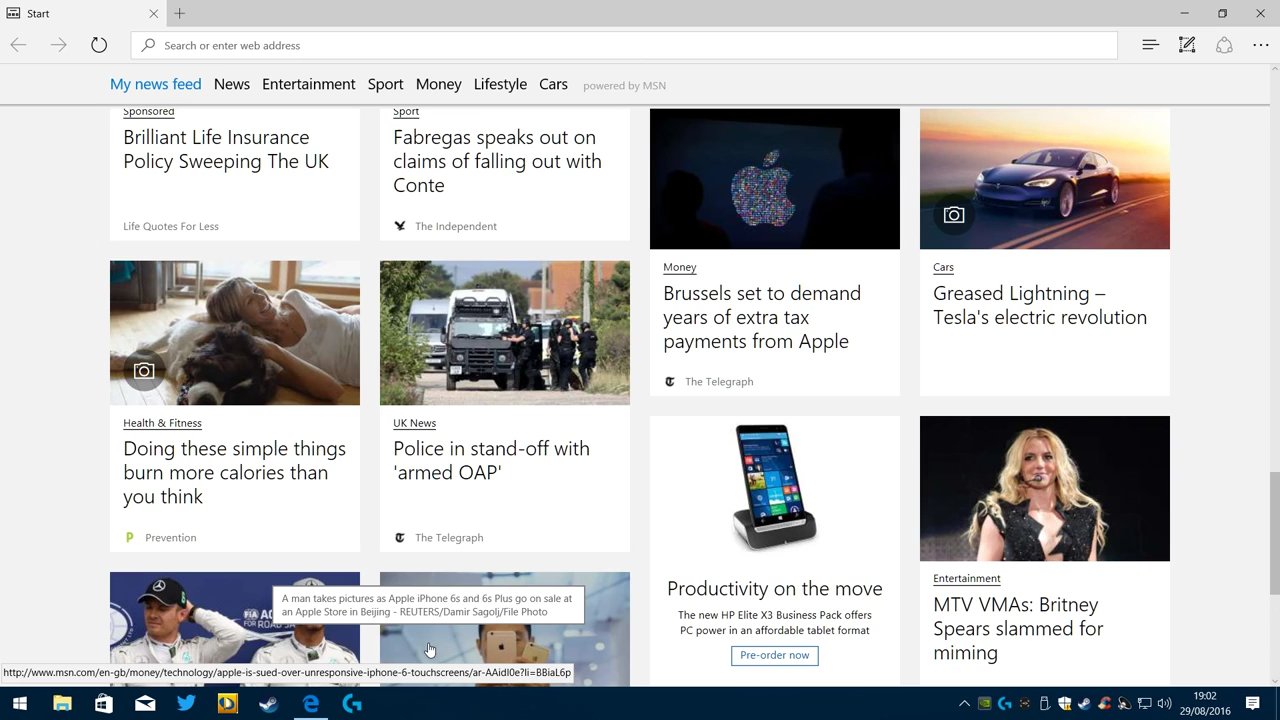 Start
Search or enter web address
My news feed News Entertainment Sport Money Lifestyle Cars powered by MSN
Sponsored
Brilliant Life Insurance
Policy Sweeping The UK
Life Quotes For Less
Sport
Fabregas speaks out on
claims of falling out with
Conte
The Independent
Money
Brussels set to demand
years of extra tax
payments from Apple
The Telegraph
Cars
Greased Lightning –
Tesla's electric revolution
Health & Fitness
Doing these simple things
burn more calories than
you think
P Prevention
UK News
Police in stand-off with
'armed OAP'
The Telegraph
Productivity on the move
The new HP Elite X3 Business Pack offers
PC power in an affordable tablet format
Pre-order now
Entertainment
MTV VMAs: Britney
Spears slammed for
miming
A man takes pictures as Apple iPhone 6s and 6s Plus go on sale at
an Apple Store in Beijing - REUTERS/Damir Sagolj/File Photo
http://www.msn.com/en-gb/money/technology/apple-is-sued-over-unresponsive-iphone-6-touchscreens/ar-AAidI0e?li=BBiaL6p
19:02
29/08/2016